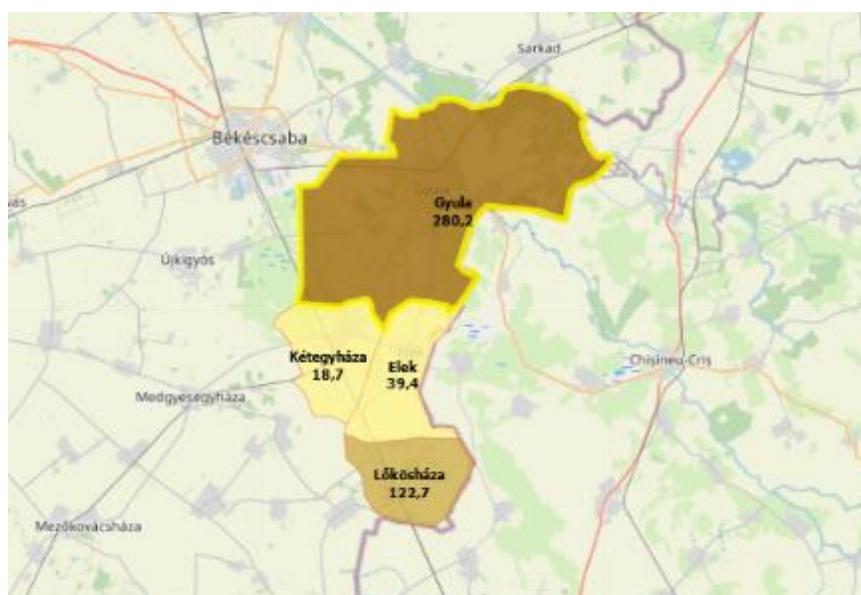 Sarkad
Békéscsaba
Gyula
280,2
Újkígyós
Kétegyháza
18,7
Elek
39,4
Chișineu-Criș
Medgyesegyháza
Lőkösháza
122,7
Mezőkovácsháza